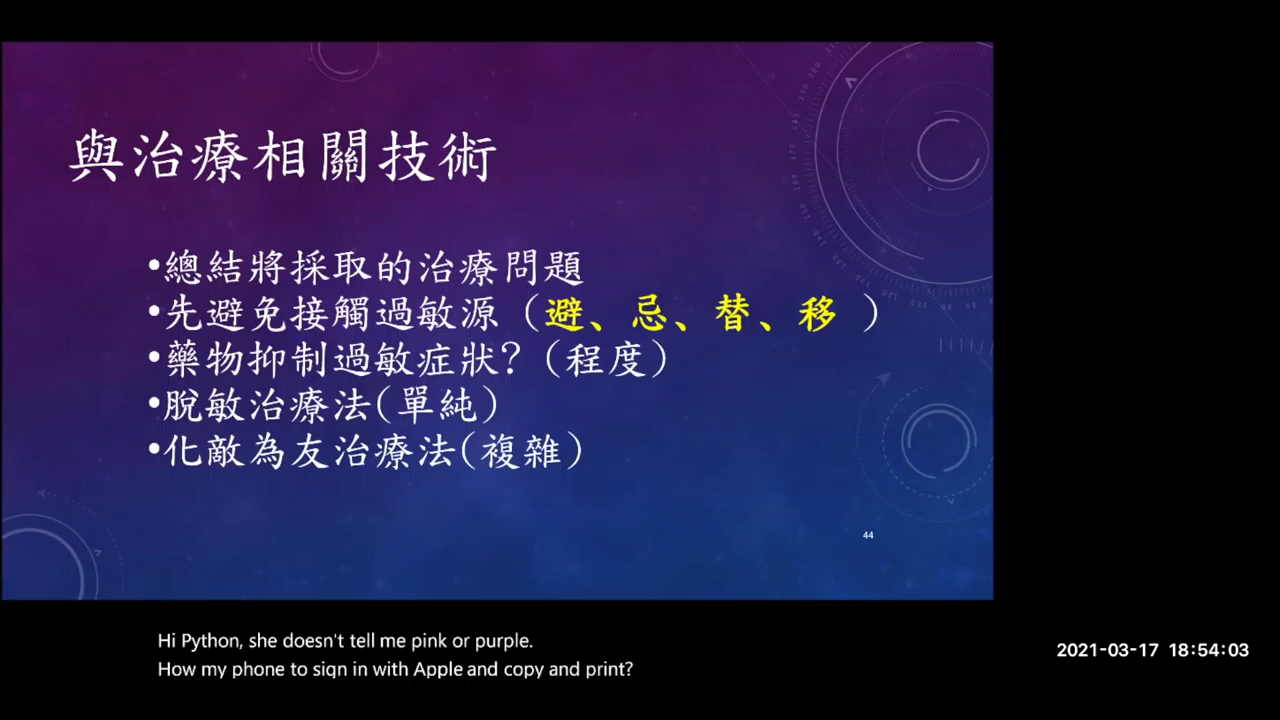 與治療相關技術
•總結將採取的治療問題
•先避免接觸過敏源（避、忌、替、移 ）
•藥物抑制過敏症狀?（程度）
•脫敏治療法(單純)
•化敵為友治療法(複雜)
44
Hi Python, she doesn't tell me pink or purple.
How my phone to sign in with Apple and copy and print?
2021-03-17 18:54:03